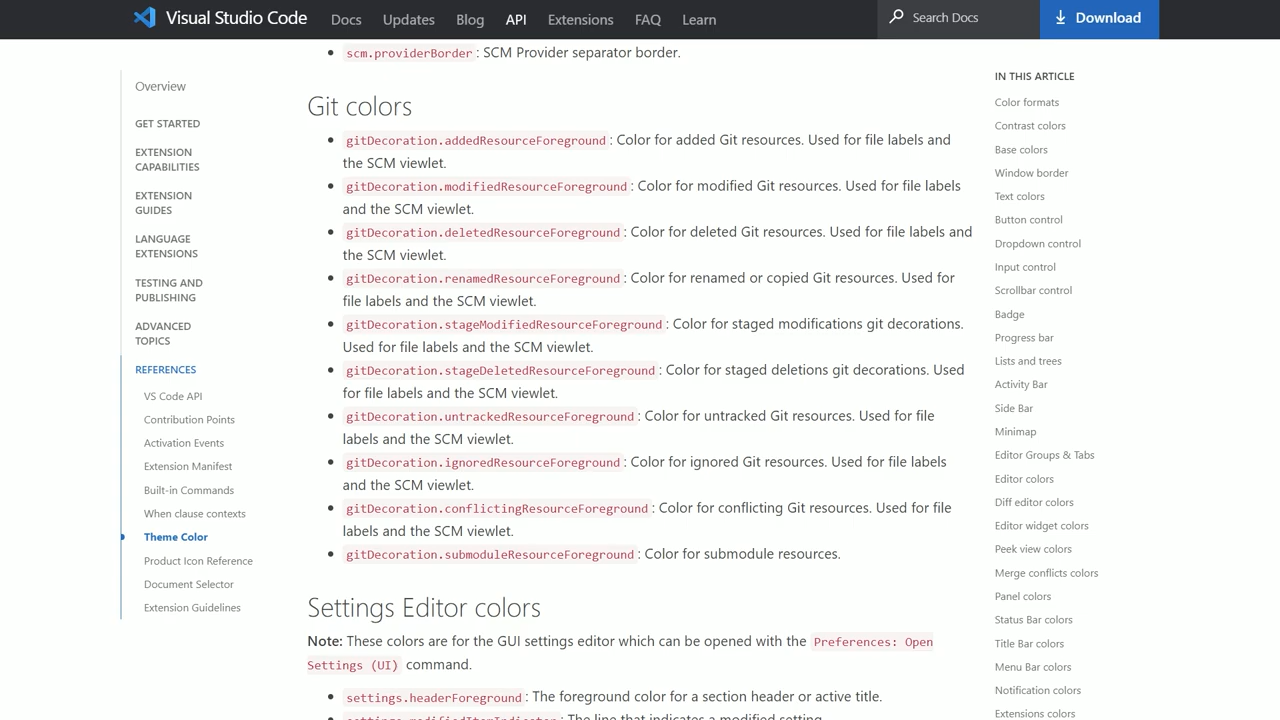 Visual Studio Code
Docs
Updates
Blog
API
Extensions
FAQ
Learn
Search Docs
Download
Overview
GET STARTED
EXTENSION
CAPABILITIES
EXTENSION
GUIDES
LANGUAGE
EXTENSIONS
TESTING AND
PUBLISHING
ADVANCED
TOPICS
REFERENCES
VS Code API
Contribution Points
Activation Events
Extension Manifest
Built-in Commands
When clause contexts
Theme Color
Product Icon Reference
Document Selector
Extension Guidelines
scm.providerBorder: SCM Provider separator border.
Git colors
gitDecoration.addedResourceForeground: Color for added Git resources. Used for file labels and
the SCM viewlet.
gitDecoration.modifiedResourceForeground: Color for modified Git resources. Used for file labels
and the SCM viewlet.
gitDecoration.deletedResourceForeground: Color for deleted Git resources. Used for file labels and
the SCM viewlet.
gitDecoration.renamedResourceForeground: Color for renamed or copied Git resources. Used for
file labels and the SCM viewlet.
gitDecoration.stageModifiedResourceForeground: Color for staged modifications git decorations.
Used for file labels and the SCM viewlet.
gitDecoration.stageDeletedResourceForeground: Color for staged deletions git decorations. Used
for file labels and the SCM viewlet.
gitDecoration.untrackedResourceForeground: Color for untracked Git resources. Used for file
labels and the SCM viewlet.
gitDecoration.ignoredResourceForeground: Color for ignored Git resources. Used for file labels
and the SCM viewlet.
gitDecoration.conflictingResourceForeground: Color for conflicting Git resources. Used for file
labels and the SCM viewlet.
gitDecoration.submoduleResourceForeground: Color for submodule resources.
Settings Editor colors
Note: These colors are for the GUI settings editor which can be opened with the Preferences: Open
Settings (UI) command.
settings.headerForeground: The foreground color for a section header or active title.
settings.modifiedItemIndicator: The line that indicates a modified setting.
IN THIS ARTICLE
Color formats
Contrast colors
Base colors
Window border
Text colors
Button control
Dropdown control
Input control
Scrollbar control
Badge
Progress bar
Lists and trees
Activity Bar
Side Bar
Minimap
Editor Groups & Tabs
Editor colors
Diff editor colors
Editor widget colors
Peek view colors
Merge conflicts colors
Panel colors
Status Bar colors
Title Bar colors
Menu Bar colors
Notification colors
Extensions colors